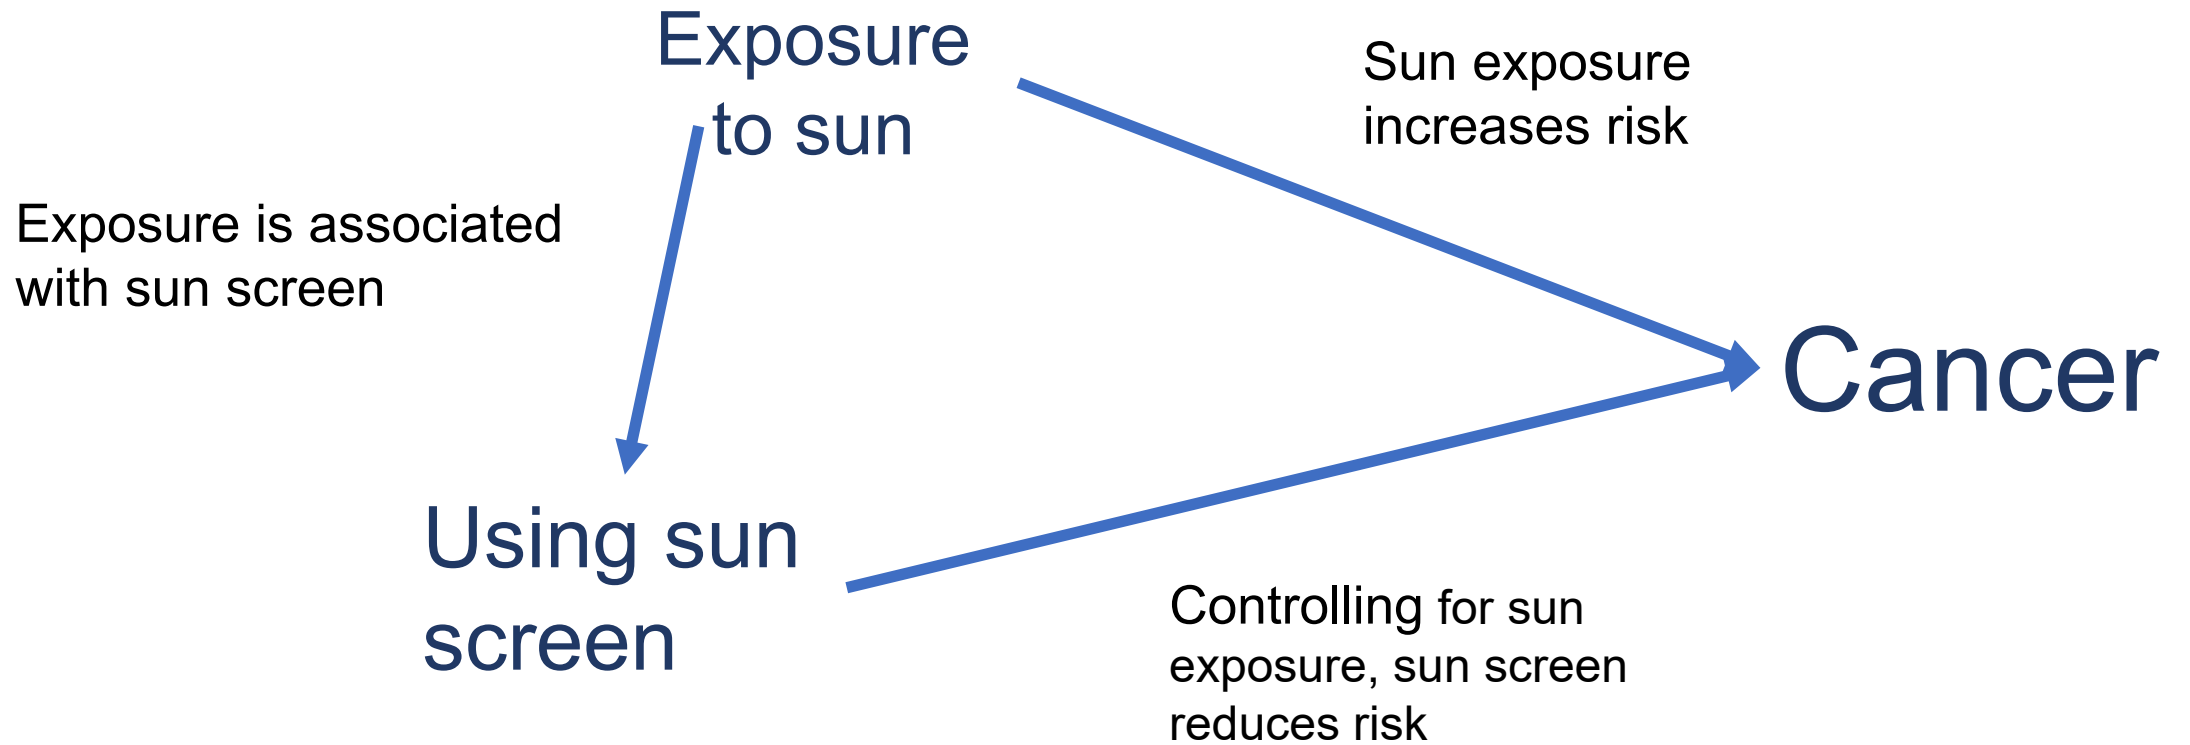 Exposure
to sun
Sun exposure
increases risk
Exposure is associated
with sun screen
Cancer
Using sun
screen
Controlling for sun
exposure, sun screen
reduces risk